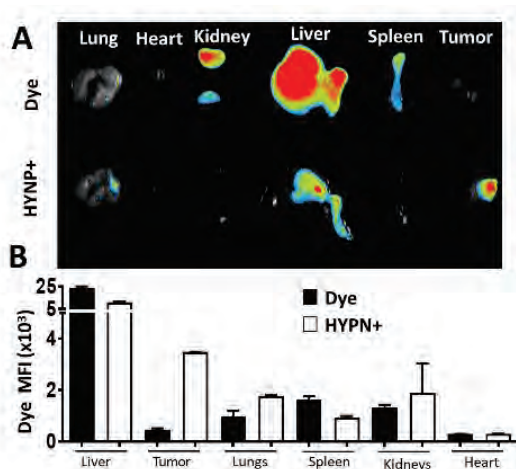 A
Lung Heart Kidney Liver Spleen Tumor
Dye
HYNP+
B
Dye MFI (x10³)
25
5
4
2
0
Dye
HYPN+
Liver Tumor Lungs Spleen Kidneys Heart